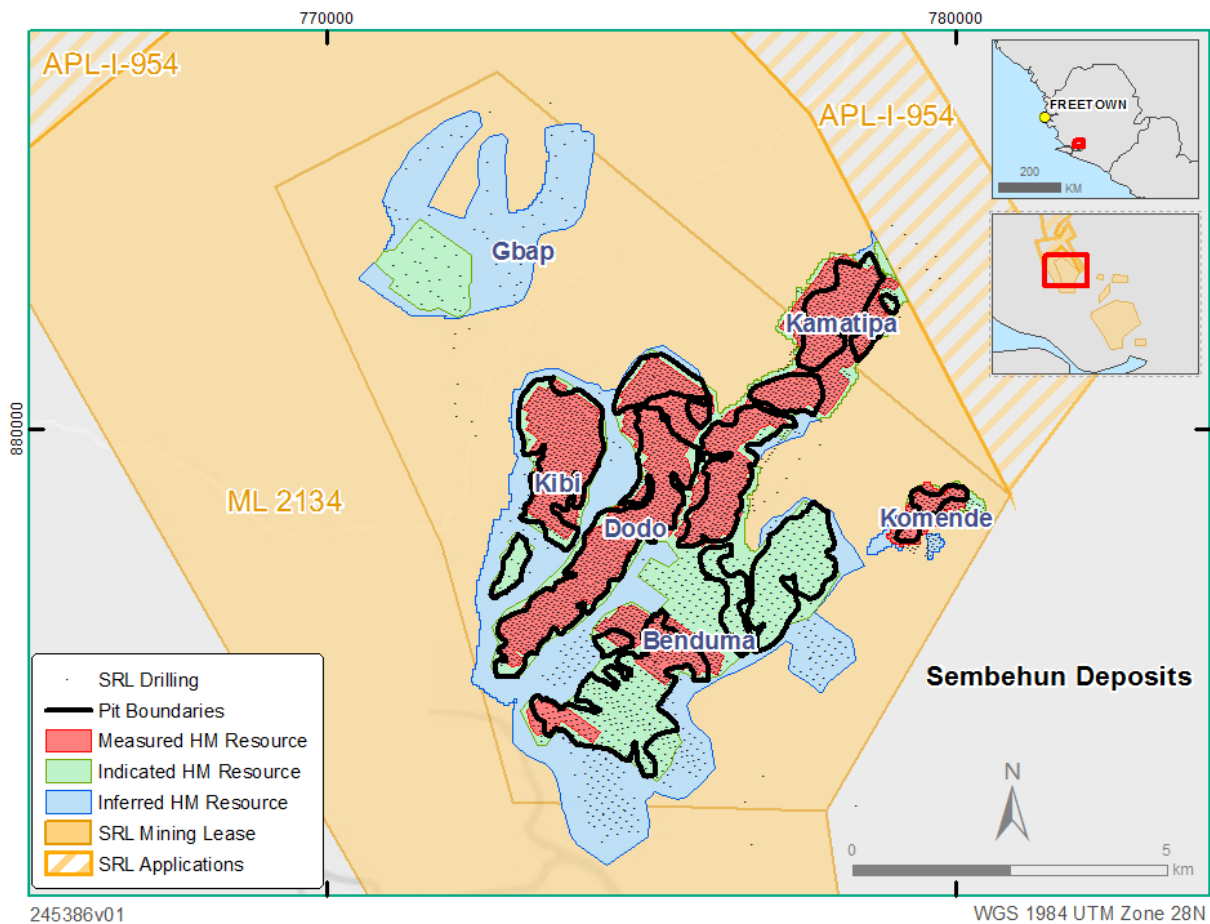 770000
780000
APL-I-954
APL-I-954
FREETOWN
200
KM
Gbap
Kamatipa
880000
ML 2134
Kibi
Dodo
Komende
Benduma
Sembehun Deposits
SRL Drilling
Pit Boundaries
Measured HM Resource
Indicated HM Resource
Inferred HM Resource
SRL Mining Lease
SRL Applications
N
0
5
km
245386v01
WGS 1984 UTM Zone 28N